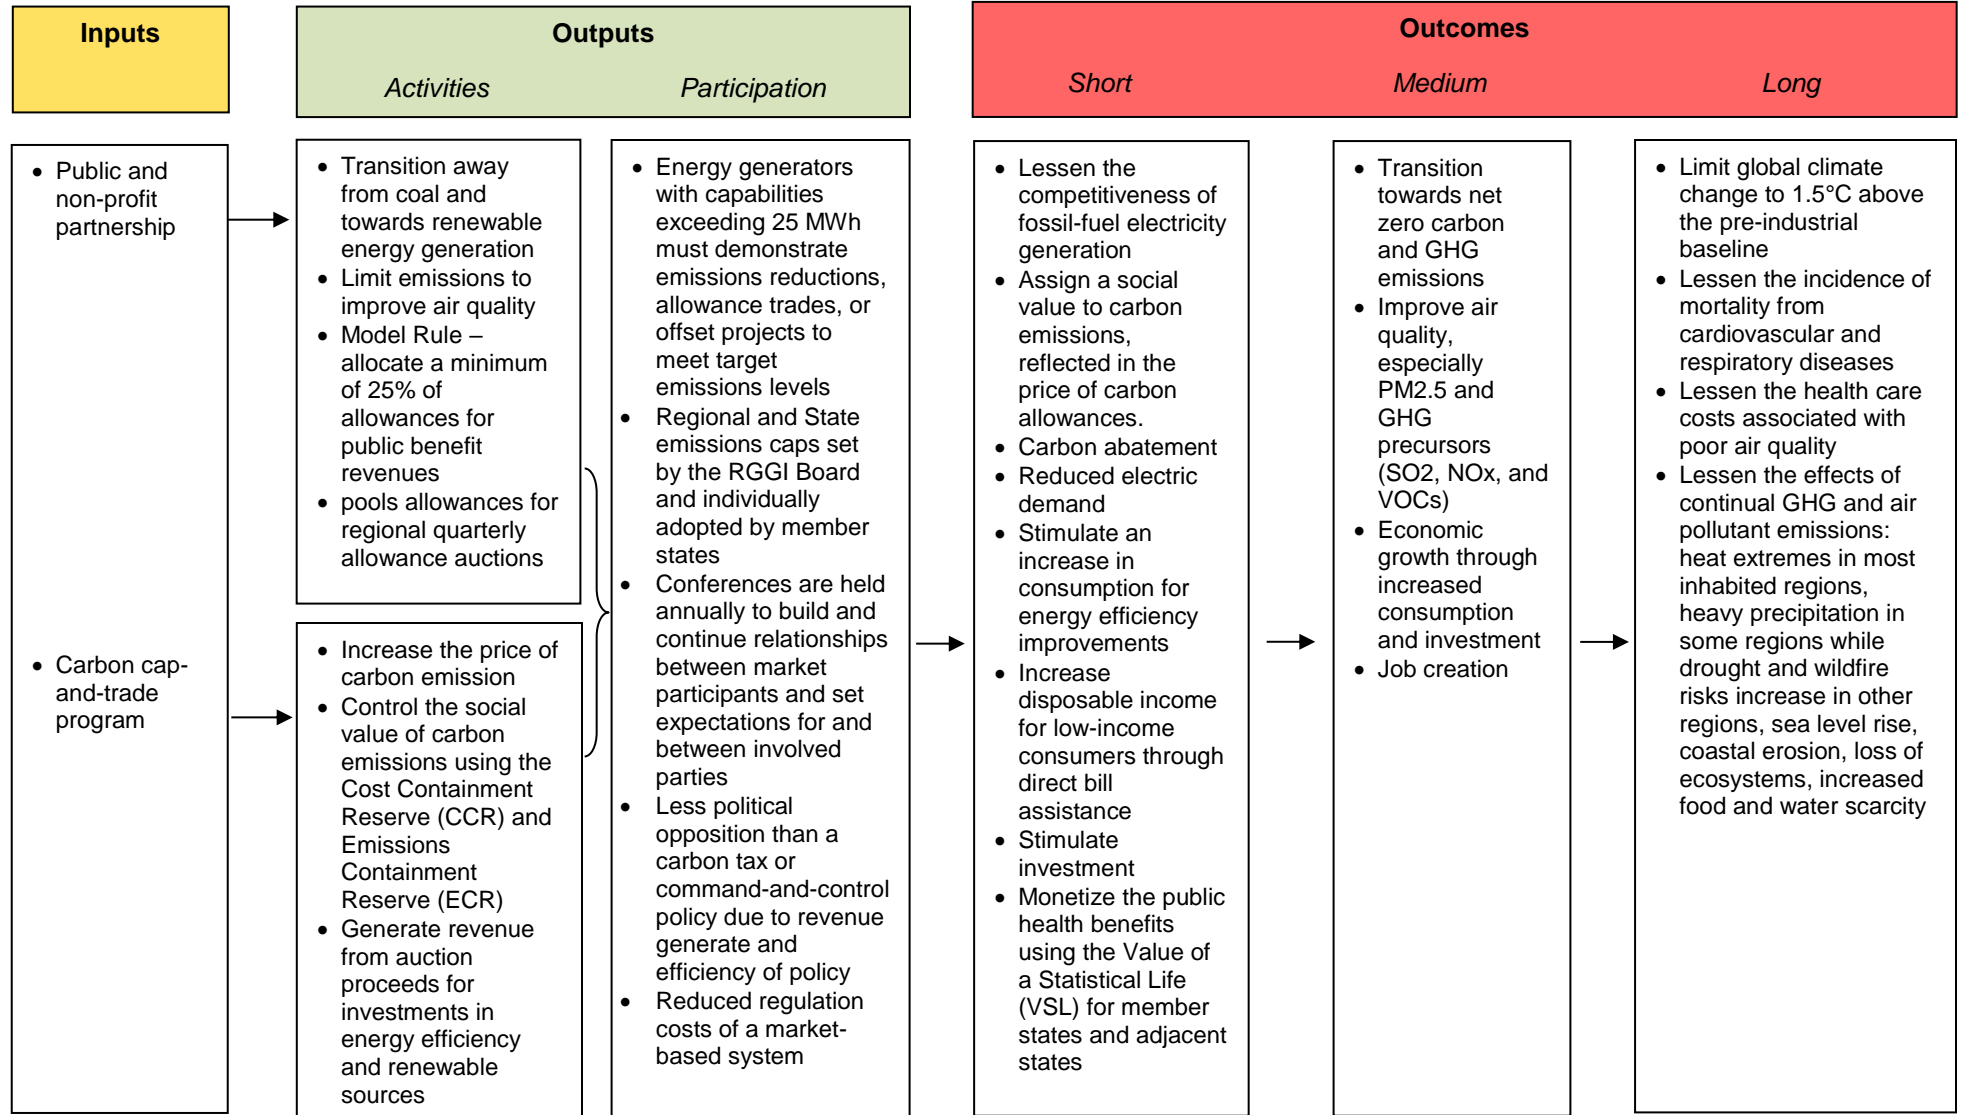 Inputs
Outputs
Activities
Participation
Outcomes
Short
Medium
Long
• Public and
non-profit
partnership
• Carbon cap-
and-trade
program
• Transition away
from coal and
towards renewable
energy generation
• Limit emissions to
improve air quality
• Model Rule –
allocate a minimum
of 25% of
allowances for
public benefit
revenues
• pools allowances for
regional quarterly
allowance auctions
• Increase the price of
carbon emission
• Control the social
value of carbon
emissions using the
Cost Containment
Reserve (CCR) and
Emissions
Containment
Reserve (ECR)
• Generate revenue
from auction
proceeds for
investments in
energy efficiency
and renewable
sources
• Energy generators
with capabilities
exceeding 25 MWh
must demonstrate
emissions reductions,
allowance trades, or
offset projects to
meet target
emissions levels
• Regional and State
emissions caps set
by the RGGI Board
and individually
adopted by member
states
• Conferences are held
annually to build and
continue relationships
between market
participants and set
expectations for and
between involved
parties
• Less political
opposition than a
carbon tax or
command-and-control
policy due to revenue
generate and
efficiency of policy
• Reduced regulation
costs of a market-
based system
• Lessen the
competitiveness of
fossil-fuel electricity
generation
• Assign a social
value to carbon
emissions,
reflected in the
price of carbon
allowances.
• Carbon abatement
• Reduced electric
demand
• Stimulate an
increase in
consumption for
energy efficiency
improvements
• Increase
disposable income
for low-income
consumers through
direct bill
assistance
• Stimulate
investment
• Monetize the public
health benefits
using the Value of
a Statistical Life
(VSL) for member
states and adjacent
states
• Transition
towards net
zero carbon
and GHG
emissions
• Improve air
quality,
especially
PM2.5 and
GHG
precursors
(SO2, NOx, and
VOCs)
• Economic
growth through
increased
consumption
and investment
• Job creation
• Limit global climate
change to 1.5°C above
the pre-industrial
baseline
• Lessen the incidence of
mortality from
cardiovascular and
respiratory diseases
• Lessen the health care
costs associated with
poor air quality
• Lessen the effects of
continual GHG and air
pollutant emissions:
heat extremes in most
inhabited regions,
heavy precipitation in
some regions while
drought and wildfire
risks increase in other
regions, sea level rise,
coastal erosion, loss of
ecosystems, increased
food and water scarcity